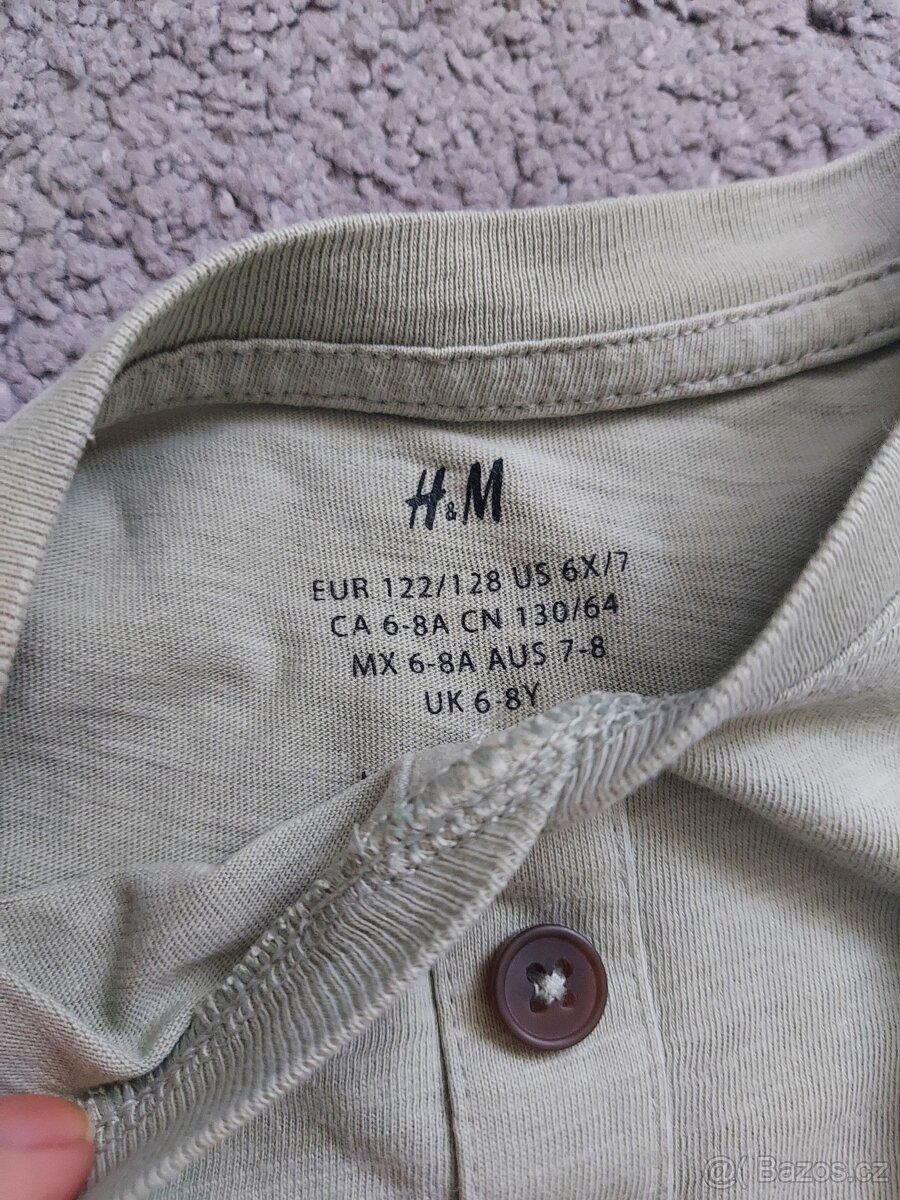 H&M
EUR 122/128 US 6X/7
CA 6-8A CN 130/64
MX 6-8A AUS 7-8
UK 6-8Y
@( Bazos.cz